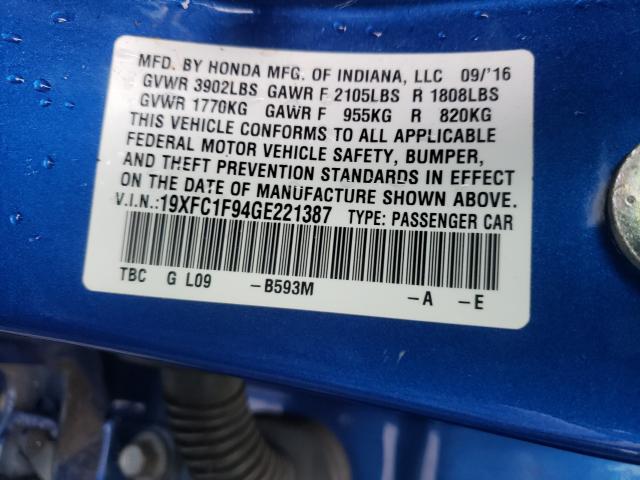 MFD. BY HONDA MFG. OF INDIANA, LLC 09/'16
GVWR 3902LBS GAWR F 2105LBS R 1808LBS
GVWR 1770KG GAWR F 955KG R 820KG
THIS VEHICLE CONFORMS TO ALL APPLICABLE
FEDERAL MOTOR VEHICLE SAFETY, BUMPER,
AND THEFT PREVENTION STANDARDS IN EFFECT
ON THE DATE OF MANUFACTURE SHOWN ABOVE.
V.I.N.:19XFC1F94GE221387 TYPE: PASSENGER CAR
TBC G L09 -B593M -A -E